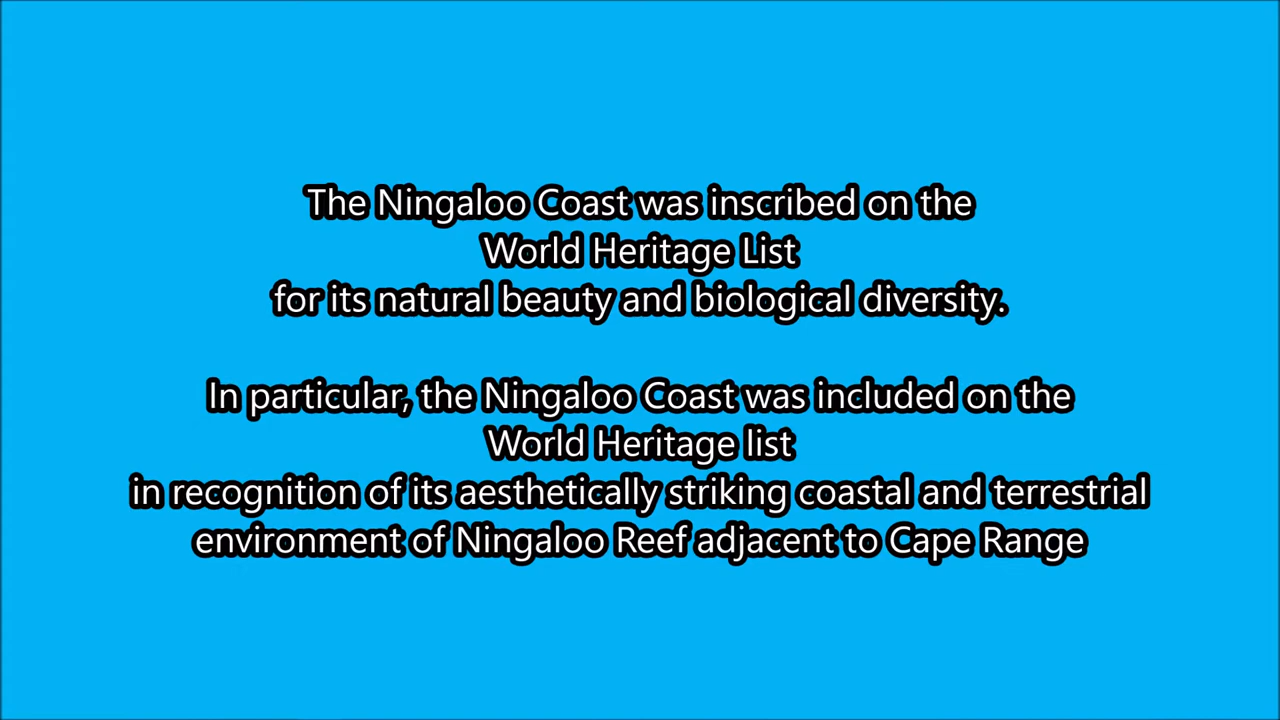 The Ningaloo Coast was inscribed on the
World Heritage List
for its natural beauty and biological diversity.
In particular, the Ningaloo Coast was included on the
World Heritage list
in recognition of its aesthetically striking coastal and terrestrial
environment of Ningaloo Reef adjacent to Cape Range